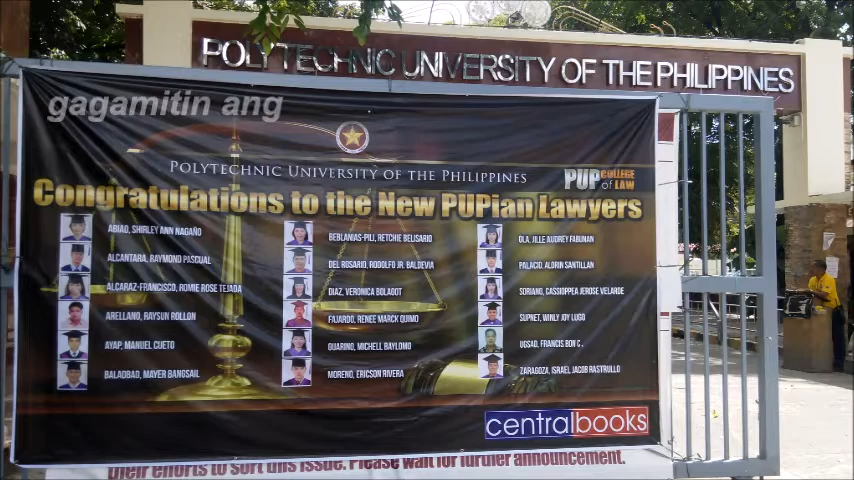 POLYTECHNIC UNIVERSITY OF THE PHILIPPINES
gagamitin ang
POLYTECHNIC UNIVERSITY OF THE PHILIPPINES
PUP COLLEGE of LAW
Congratulations to the New PUPian Lawyers
ABIAD, SHIRLEY ANN NAGAÑO
ALCANTARA, RAYMOND PASCUAL
ALCARAZ-FRANCISCO, ROMIE ROSE TEJADA
ARELLANO, RAYSUN ROLLON
AYAP, MANUEL CUETO
BALAOBAO, MAYER BANGSAIL
BEBLANIAS-PILI, RETCHIE BELISARIO
DEL ROSARIO, RODOLFO JR. BALDEVIA
DIAZ, VERONICA BOLAGOT
FAJARDO, RENEE MARCK QUIMO
GUARINO, MICHELL BAYLOMO
MORENO, ERICSON RIVERA
OLA, JILLE AUDREY FABUNAN
PALACIO, ALDRIN SANTILLAN
SORIANO, CASSIOPPEA JEROSE VELARDE
SUPNET, WINLY JOY LUGO
UGSAD, FRANCIS BON C.
ZARAGOZA, ISRAEL JACOB RASTRULLO
centralbooks
their efforts to sort this issue. Please wait for further announcement.